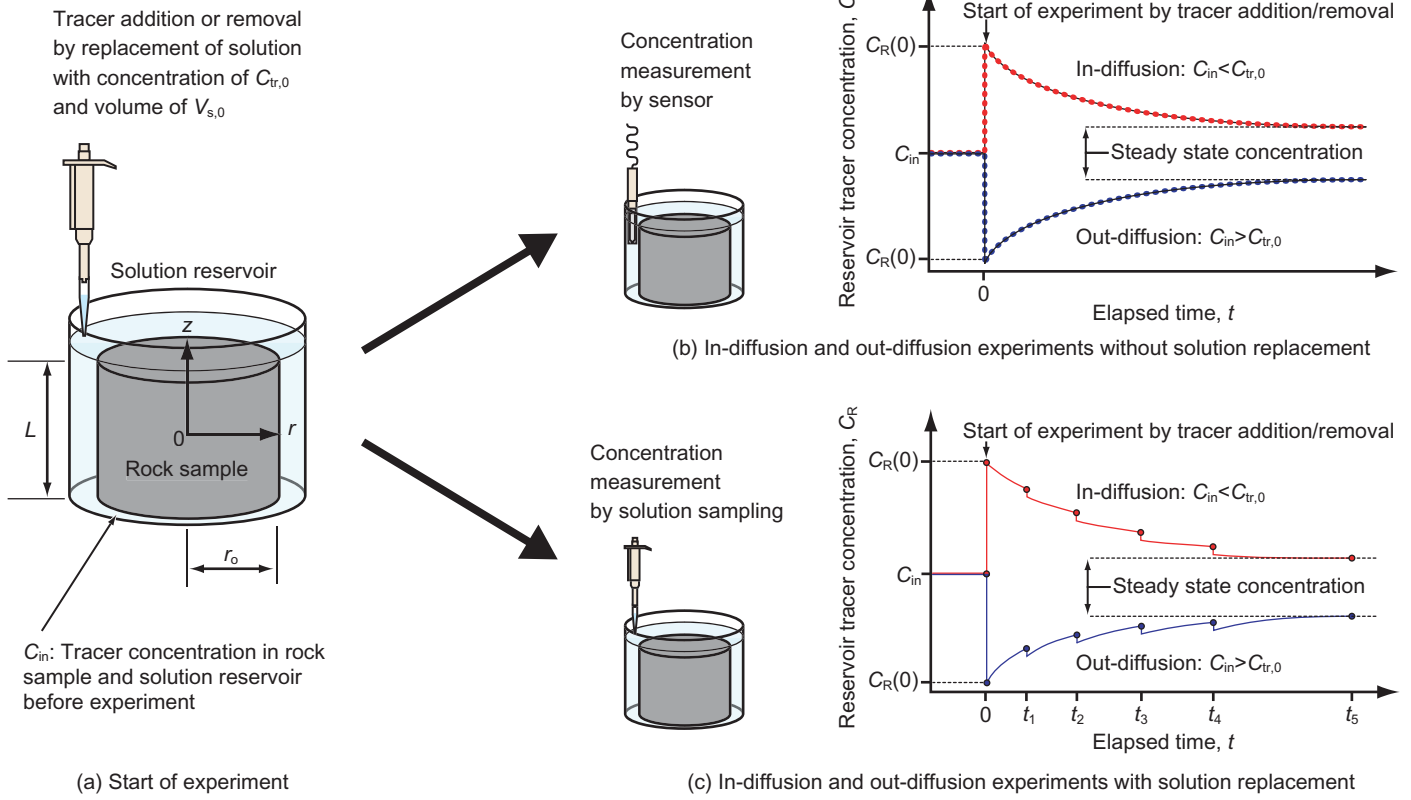 Tracer addition or removal
by replacement of solution
with concentration of C_tr,0
and volume of V_s,0
Solution reservoir
z
L
0
r
Rock sample
r_o
C_in: Tracer concentration in rock
sample and solution reservoir
before experiment
(a) Start of experiment
Concentration
measurement
by sensor
Reservoir tracer concentration, C
Start of experiment by tracer addition/removal
C_R(0)
In-diffusion: C_in<C_tr,0
C_in
Steady state concentration
Out-diffusion: C_in>C_tr,0
C_R(0)
0
Elapsed time, t
(b) In-diffusion and out-diffusion experiments without solution replacement
Concentration
measurement
by solution sampling
Reservoir tracer concentration, C_R
Start of experiment by tracer addition/removal
C_R(0)
In-diffusion: C_in<C_tr,0
C_in
Steady state concentration
Out-diffusion: C_in>C_tr,0
C_R(0)
0 t_1 t_2 t_3 t_4 t_5
Elapsed time, t
(c) In-diffusion and out-diffusion experiments with solution replacement